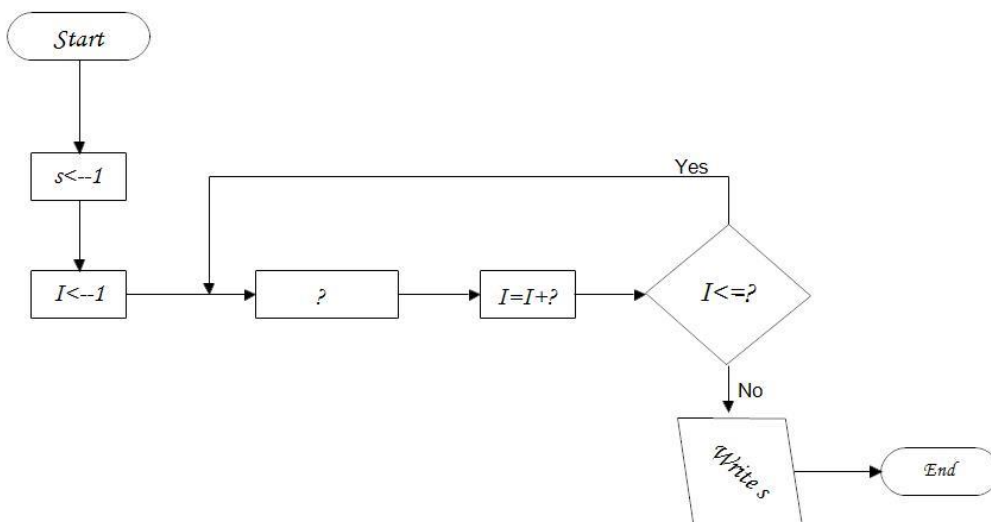 Start
s<--1
I<--1
?
I=I+?
I<=?
Yes
No
Write s
End